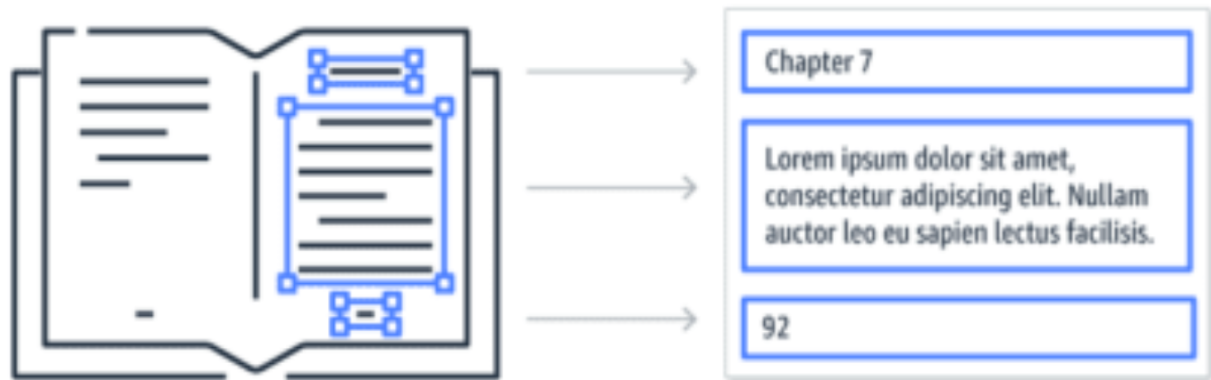 Chapter 7
Lorem ipsum dolor sit amet,
consectetur adipiscing elit. Nullam
auctor leo eu sapien lectus facilisis.
92